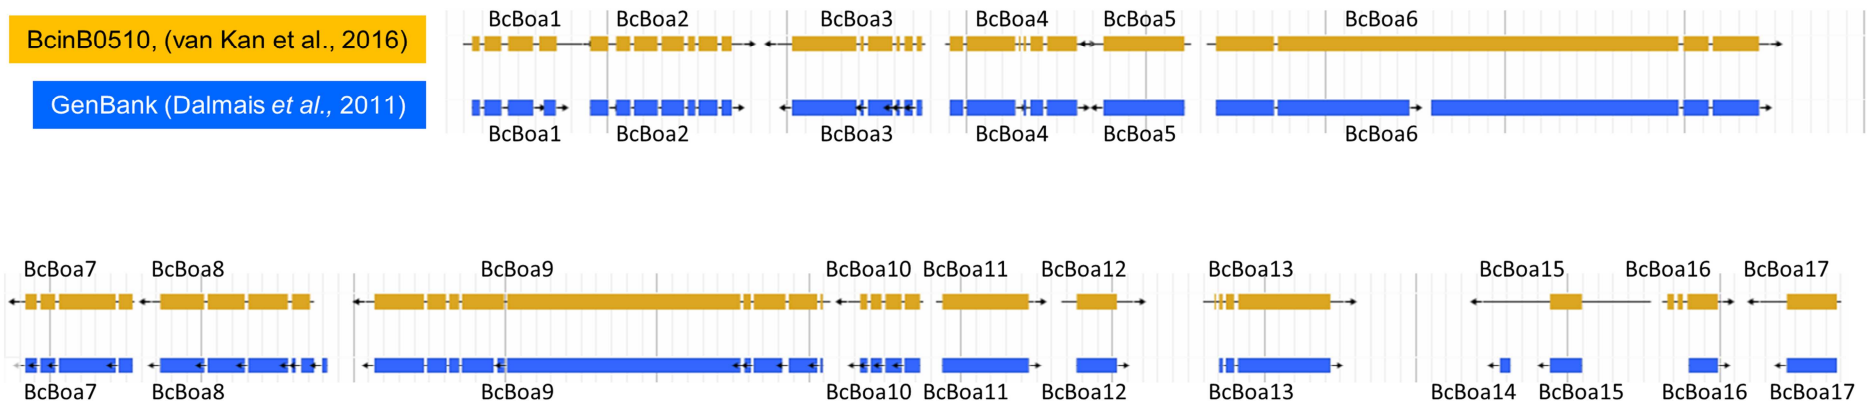 BcBoa1 BcBoa2 BcBoa3 BcBoa4 BcBoa5 BcBoa6
BcinB0510, (van Kan et al., 2016)
GenBank (Dalmais et al., 2011)
BcBoa1 BcBoa2 BcBoa3 BcBoa4 BcBoa5 BcBoa6
BcBoa7 BcBoa8 BcBoa9 BcBoa10 BcBoa11 BcBoa12 BcBoa13 BcBoa15 BcBoa16 BcBoa17
BcBoa7 BcBoa8 BcBoa9 BcBoa10 BcBoa11 BcBoa12 BcBoa13 BcBoa14 BcBoa15 BcBoa16 BcBoa17